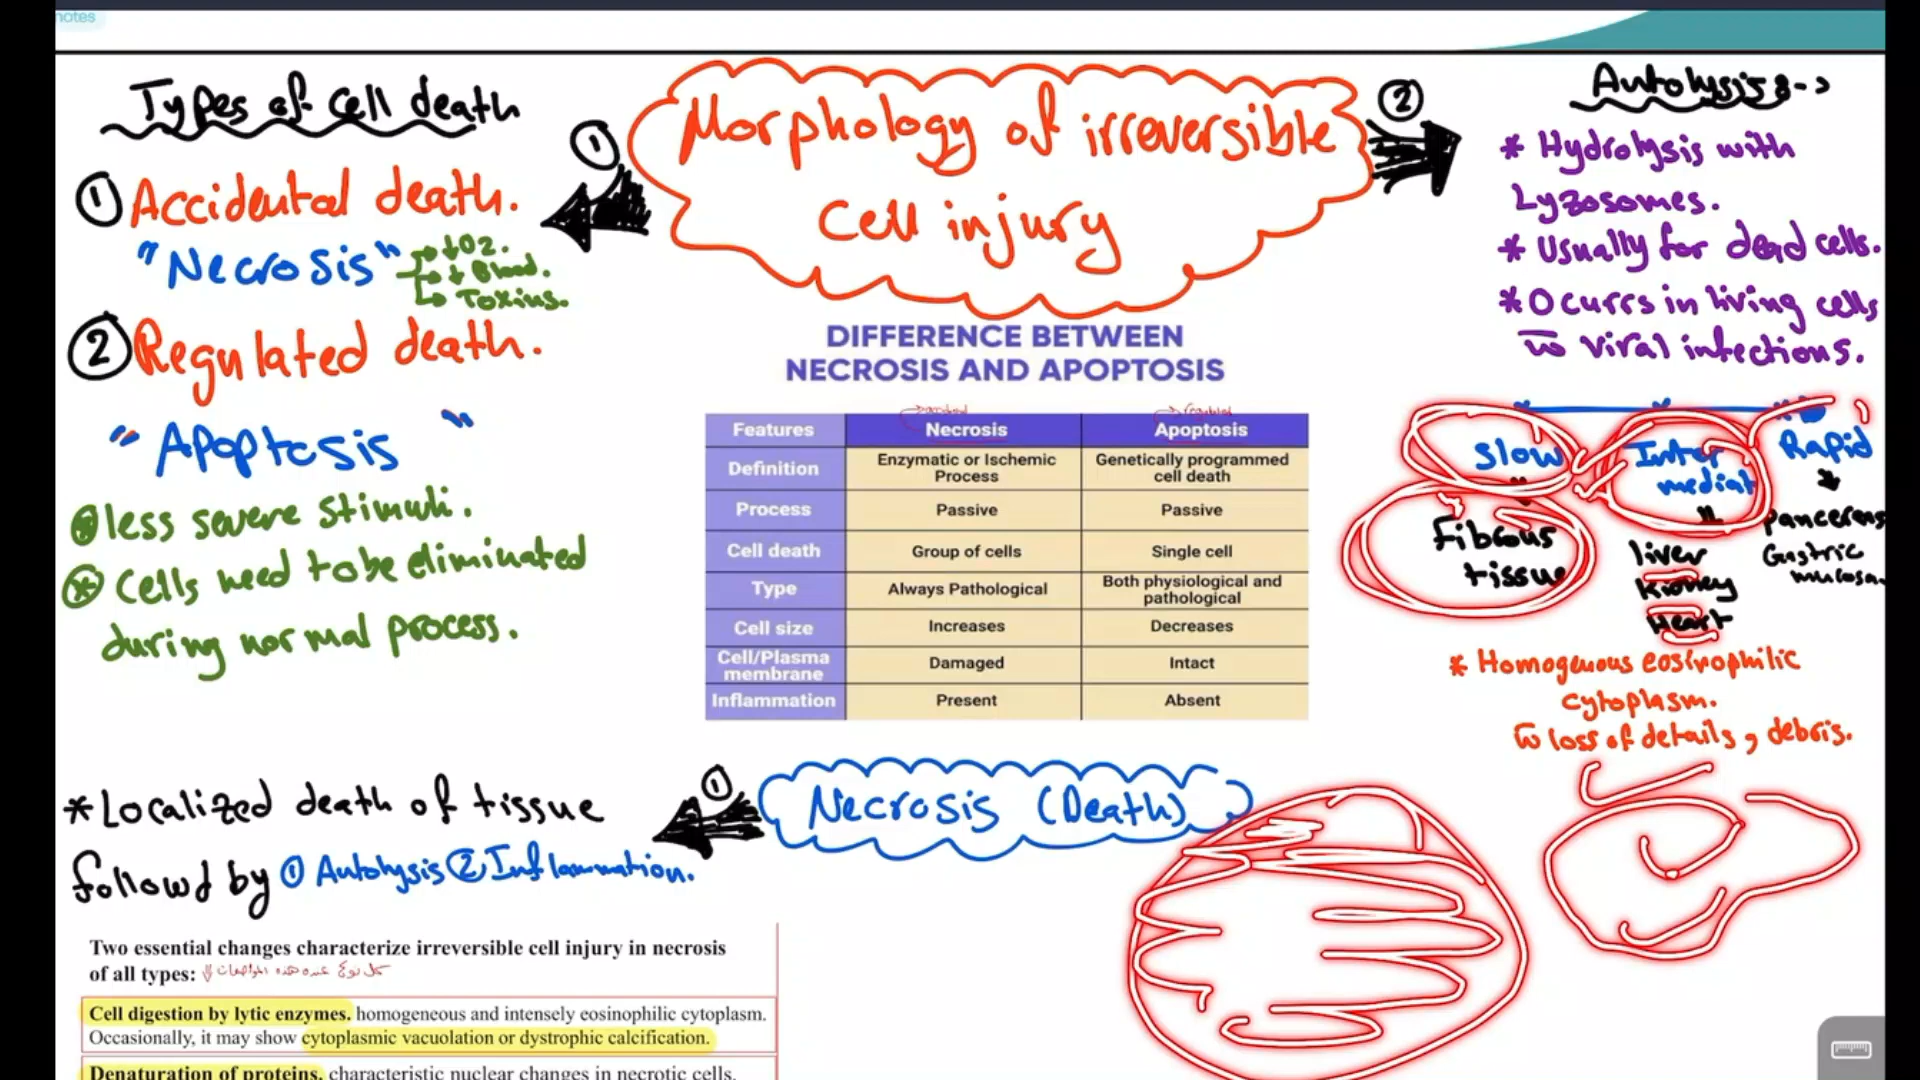 notes
Morphology of irreversible
Cell injury
①
②
Types of cell death
① Accidental death.
"Necrosis"
↓O2.
↓ Blood.
Toxins.
② Regulated death.
"Apoptosis"
less severe stimuli.
Cells need to be eliminated
during normal process.
Autolysis :-
* Hydrolysis with
Lyzosomes.
* Usually for dead cells.
* Ocurrs in living cells
w viral infections.
Slow
Inter
mediat
Rapid
fibrous
tissue
liver
Kidney
Heart
Pancerens
Gastric
mucosa
* Homogenous eosinophilic
cytoplasm.
w loss of details, debris.
DIFFERENCE BETWEEN
NECROSIS AND APOPTOSIS
Features Necrosis Apoptosis
Definition Enzymatic or Ischemic Process Genetically programmed cell death
Process Passive Passive
Cell death Group of cells Single cell
Type Always Pathological Both physiological and pathological
Cell size Increases Decreases
Cell/Plasma membrane Damaged Intact
Inflammation Present Absent
Necrosis (Death)
①
* Localized death of tissue
followd by ① Autolysis ② Inflammation.
Two essential changes characterize irreversible cell injury in necrosis
of all types:
Cell digestion by lytic enzymes. homogeneous and intensely eosinophilic cytoplasm.
Occasionally, it may show cytoplasmic vacuolation or dystrophic calcification.
Denaturation of proteins. characteristic nuclear changes in necrotic cells.